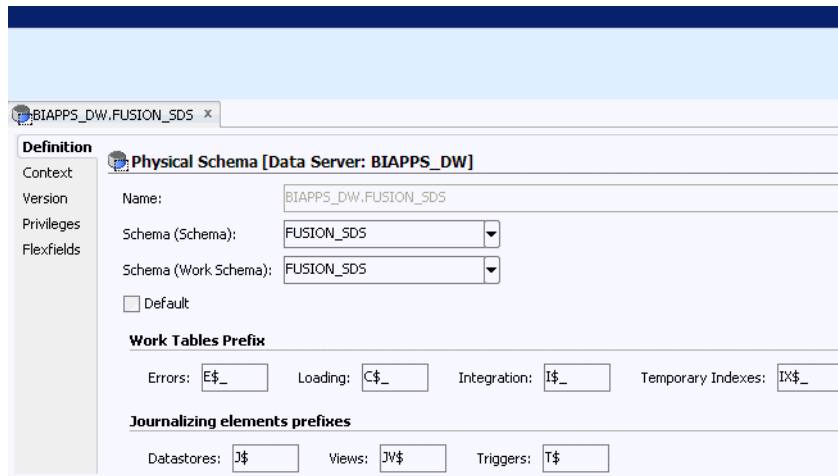 BIAPPS_DW.FUSION_SDS x
Definition
Context
Version
Privileges
Flexfields
Physical Schema [Data Server: BIAPPS_DW]
Name: BIAPPS_DW.FUSION_SDS
Schema (Schema): FUSION_SDS
Schema (Work Schema): FUSION_SDS
Default
Work Tables Prefix
Errors: E$_ Loading: C$_ Integration: I$_ Temporary Indexes: IX$_
Journalizing elements prefixes
Datastores: J$ Views: JV$ Triggers: T$